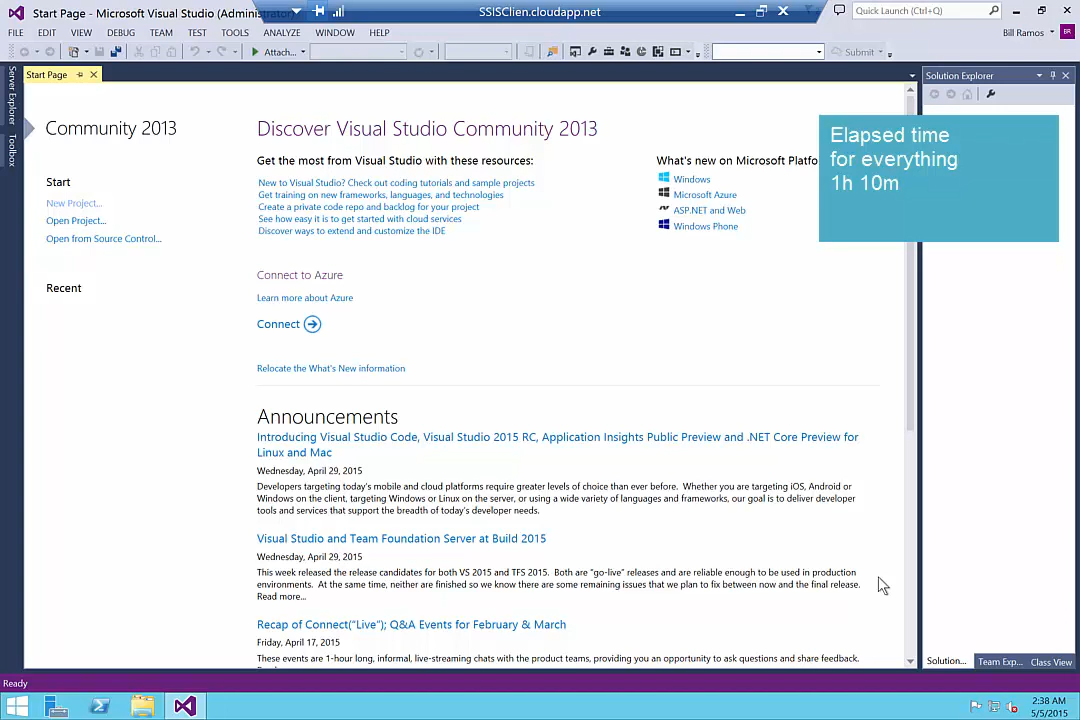 Start Page - Microsoft Visual Studio (Administrator)
SSISClien.cloudapp.net
Quick Launch (Ctrl+Q)
FILE EDIT VIEW DEBUG TEAM TEST TOOLS ANALYZE WINDOW HELP
Bill Ramos
BR
Attach...
Submit
Server Explorer
Toolbox
Start Page
Solution Explorer
Community 2013
Discover Visual Studio Community 2013
Elapsed time
for everything
1h 10m
Get the most from Visual Studio with these resources:
What's new on Microsoft Platfo
Start
New to Visual Studio? Check out coding tutorials and sample projects
Windows
Get training on new frameworks, languages, and technologies
Microsoft Azure
New Project...
Create a private code repo and backlog for your project
ASP.NET and Web
Open Project...
See how easy it is to get started with cloud services
Windows Phone
Open from Source Control...
Discover ways to extend and customize the IDE
Connect to Azure
Recent
Learn more about Azure
Connect
Relocate the What's New information
Announcements
Introducing Visual Studio Code, Visual Studio 2015 RC, Application Insights Public Preview and .NET Core Preview for
Linux and Mac
Wednesday, April 29, 2015
Developers targeting today's mobile and cloud platforms require greater levels of choice than ever before. Whether you are targeting iOS, Android or
Windows on the client, targeting Windows or Linux on the server, or using a wide variety of languages and frameworks, our goal is to deliver developer
tools and services that support the breadth of today's developer needs.
Visual Studio and Team Foundation Server at Build 2015
Wednesday, April 29, 2015
This week released the release candidates for both VS 2015 and TFS 2015. Both are "go-live" releases and are reliable enough to be used in production
environments. At the same time, neither are finished so we know there are some remaining issues that we plan to fix between now and the final release.
Read more...
Recap of Connect("Live"); Q&A Events for February & March
Friday, April 17, 2015
These events are 1-hour long, informal, live-streaming chats with the product teams, providing you an opportunity to ask questions and share feedback.
Solution... Team Exp... Class View
Ready
2:38 AM
5/5/2015